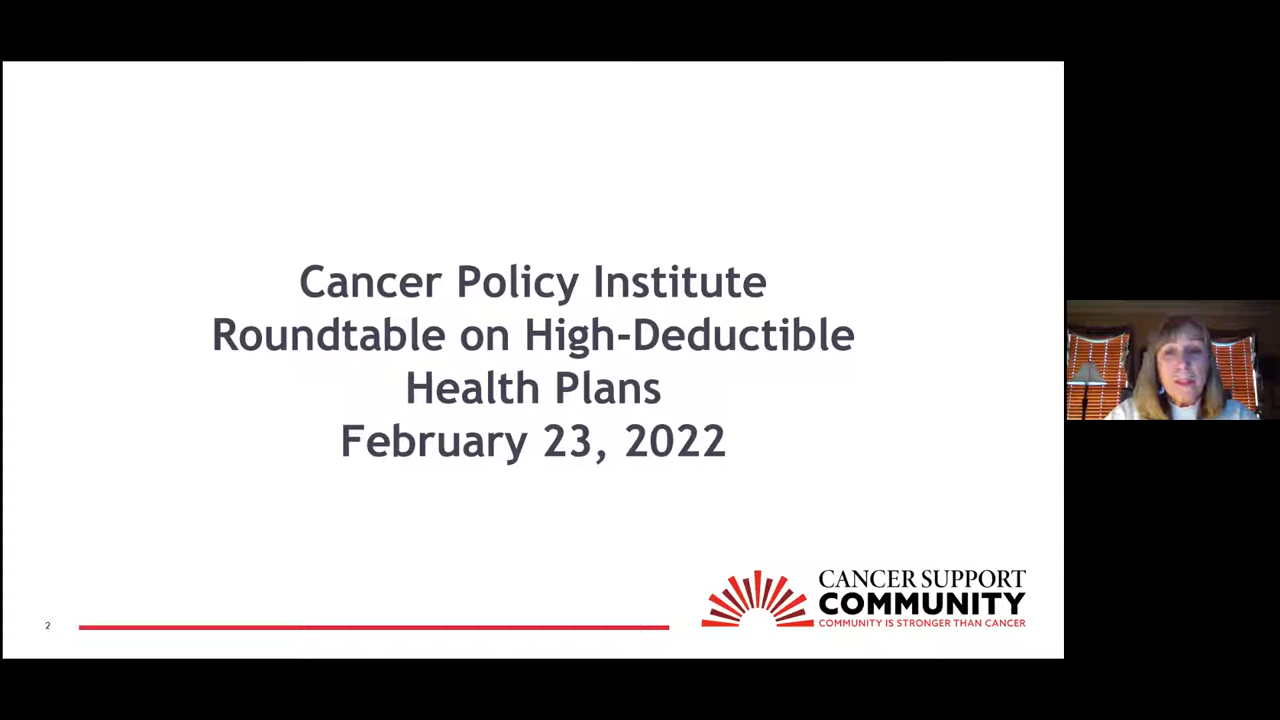 Cancer Policy Institute
Roundtable on High-Deductible
Health Plans
February 23, 2022
2
CANCER SUPPORT
COMMUNITY
COMMUNITY IS STRONGER THAN CANCER